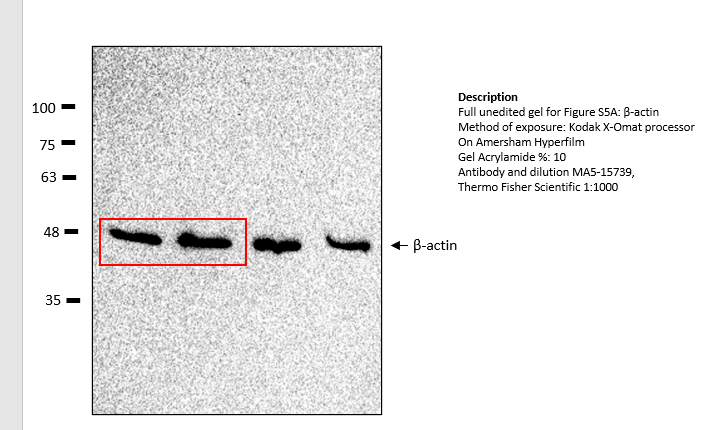 100
75
63
48
35
β-actin
Description
Full unedited gel for Figure S5A: β-actin
Method of exposure: Kodak X-Omat processor
On Amersham Hyperfilm
Gel Acrylamide %: 10
Antibody and dilution MA5-15739,
Thermo Fisher Scientific 1:1000